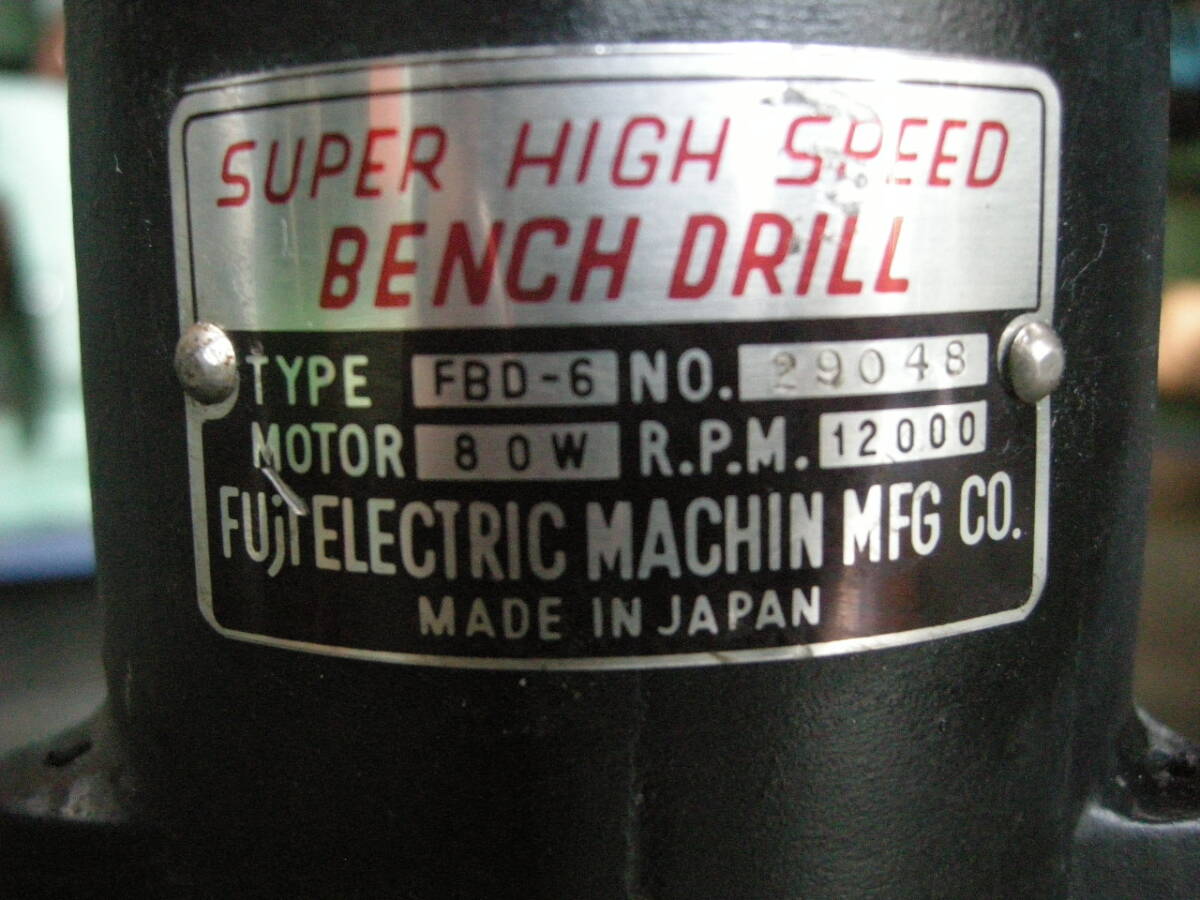 SUPER HIGH SPEED
BENCH DRILL
TYPE FBD-6 NO. 29048
MOTOR 80W R.P.M. 12000
FUji ELECTRIC MACHIN MFG CO.
MADE IN JAPAN